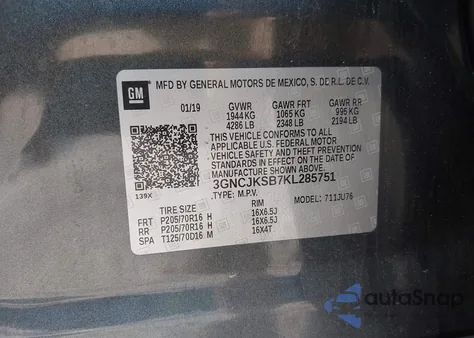 GM
MFD BY GENERAL MOTORS DE MEXICO, S. DE R.L. DE C.V.
01/19 GVWR GAWR FRT GAWR RR
1944 KG 1065 KG 995 KG
4286 LB 2348 LB 2194 LB
THIS VEHICLE CONFORMS TO ALL
APPLICABLE U.S. FEDERAL MOTOR
VEHICLE SAFETY AND THEFT PREVENTION
STANDARDS IN EFFECT ON THE DATE OF
MANUFACTURE SHOWN ABOVE.
3GNCJKSB7KL285751
TYPE: M.P.V.
139X MODEL: 711JU76
TIRE SIZE RIM
FRT P205/70R16 H 16X6.5J
RR P205/70R16 H 16X6.5J
SPA T125/70D16 M 16X4T
autaSnap